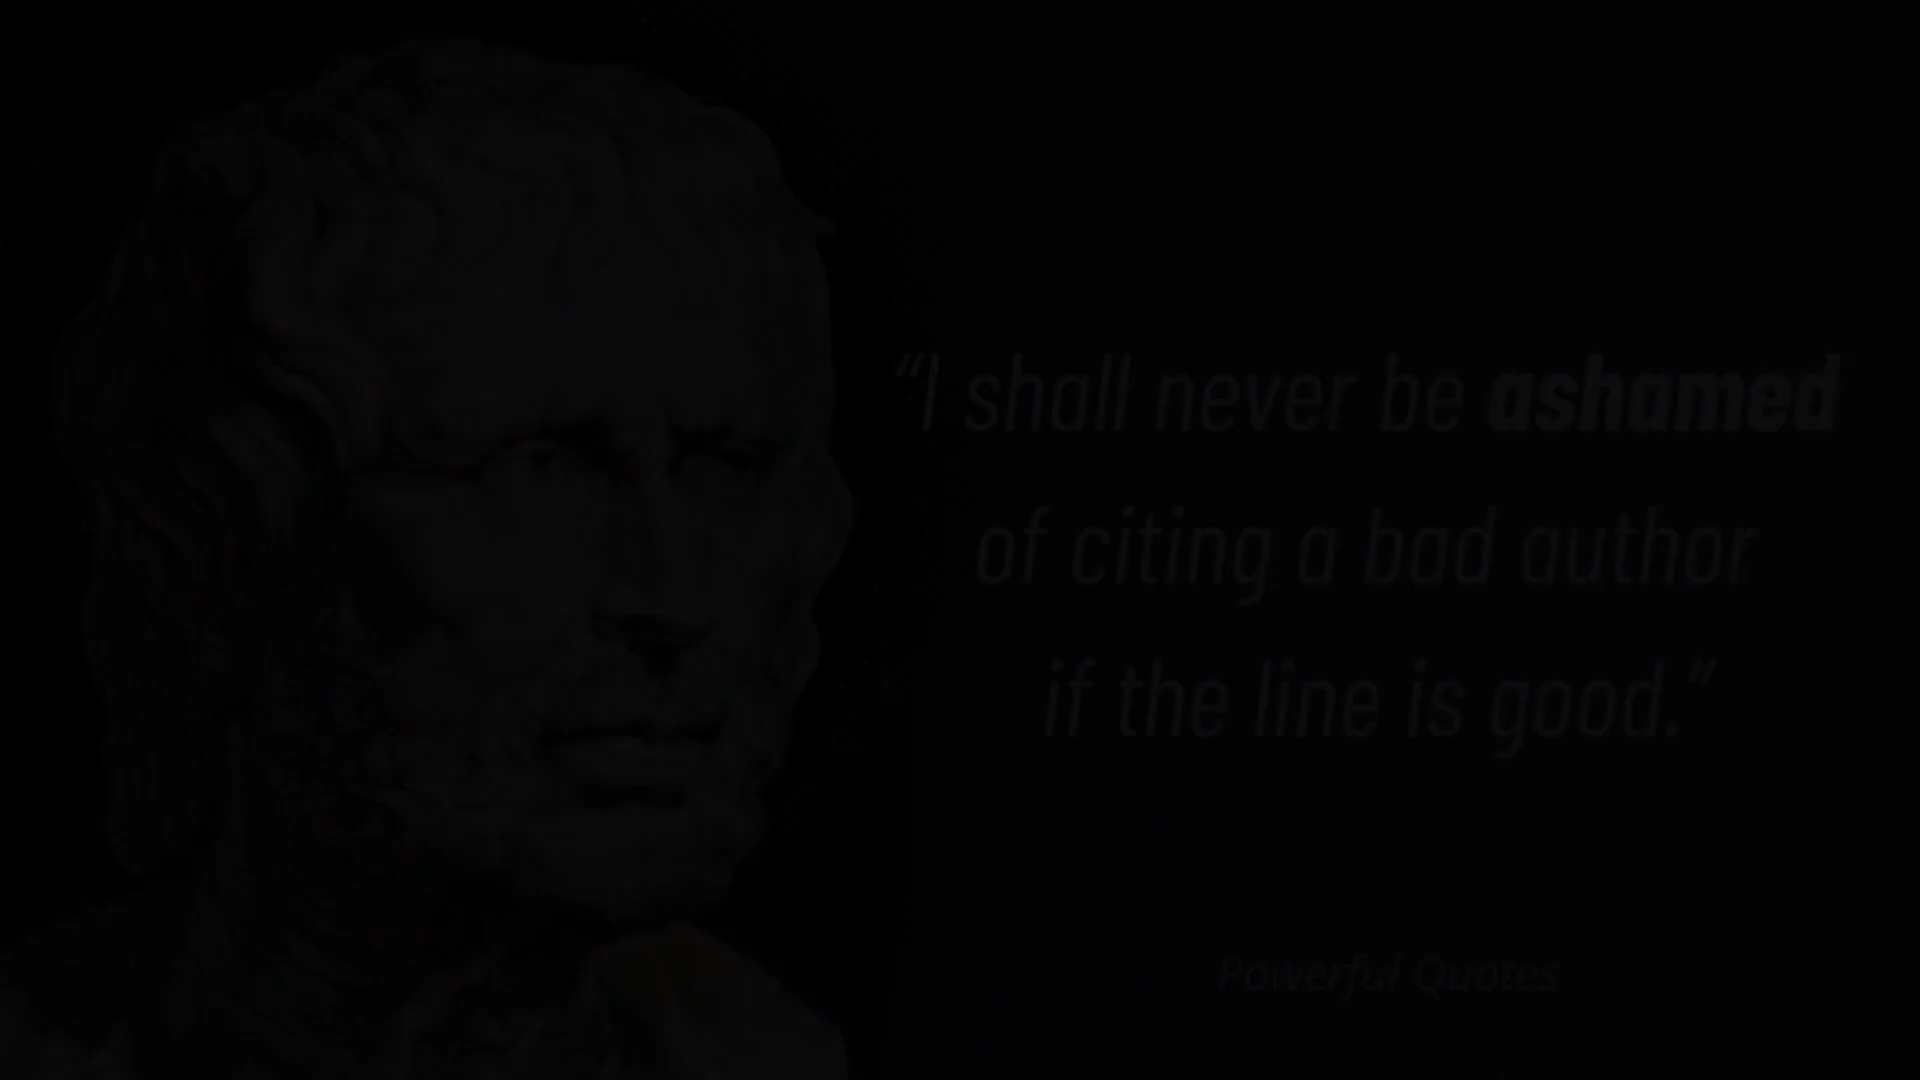 “I shall never be ashamed
of citing a bad author
if the line is good.”
Powerful Quotes